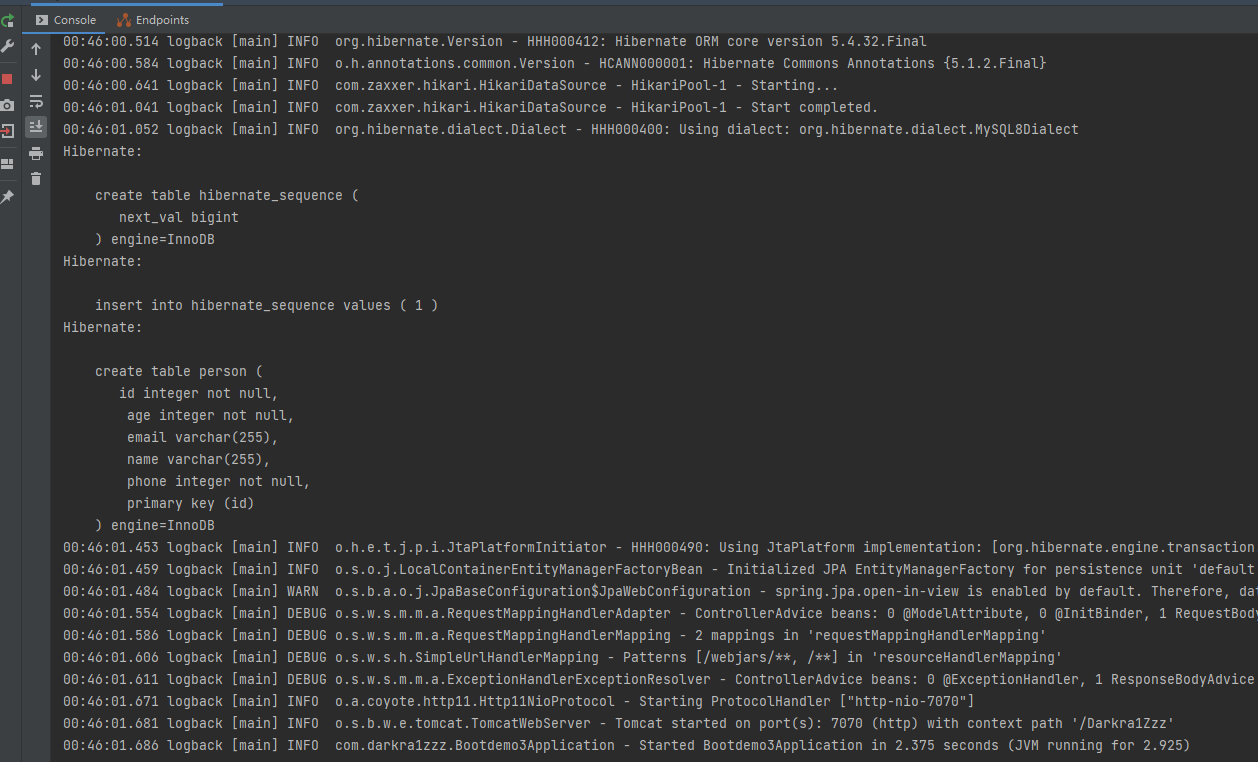 Console Endpoints
00:46:00.514 logback [main] INFO  org.hibernate.Version - HHH000412: Hibernate ORM core version 5.4.32.Final
00:46:00.584 logback [main] INFO  o.h.annotations.common.Version - HCANN000001: Hibernate Commons Annotations {5.1.2.Final}
00:46:00.641 logback [main] INFO  com.zaxxer.hikari.HikariDataSource - HikariPool-1 - Starting...
00:46:01.041 logback [main] INFO  com.zaxxer.hikari.HikariDataSource - HikariPool-1 - Start completed.
00:46:01.052 logback [main] INFO  org.hibernate.dialect.Dialect - HHH000400: Using dialect: org.hibernate.dialect.MySQL8Dialect
Hibernate:
    create table hibernate_sequence (
       next_val bigint
    ) engine=InnoDB
Hibernate:
    insert into hibernate_sequence values ( 1 )
Hibernate:
    create table person (
       id integer not null,
        age integer not null,
        email varchar(255),
        name varchar(255),
        phone integer not null,
        primary key (id)
    ) engine=InnoDB
00:46:01.453 logback [main] INFO  o.h.e.t.j.p.i.JtaPlatformInitiator - HHH000490: Using JtaPlatform implementation: [org.hibernate.engine.transaction
00:46:01.459 logback [main] INFO  o.s.o.j.LocalContainerEntityManagerFactoryBean - Initialized JPA EntityManagerFactory for persistence unit 'default
00:46:01.484 logback [main] WARN  o.s.b.a.o.j.JpaBaseConfiguration$JpaWebConfiguration - spring.jpa.open-in-view is enabled by default. Therefore, dat
00:46:01.554 logback [main] DEBUG o.s.w.s.m.m.a.RequestMappingHandlerAdapter - ControllerAdvice beans: 0 @ModelAttribute, 0 @InitBinder, 1 RequestBody
00:46:01.586 logback [main] DEBUG o.s.w.s.m.m.a.RequestMappingHandlerMapping - 2 mappings in 'requestMappingHandlerMapping'
00:46:01.606 logback [main] DEBUG o.s.w.s.h.SimpleUrlHandlerMapping - Patterns [/webjars/**, /**] in 'resourceHandlerMapping'
00:46:01.611 logback [main] DEBUG o.s.w.s.m.m.a.ExceptionHandlerExceptionResolver - ControllerAdvice beans: 0 @ExceptionHandler, 1 ResponseBodyAdvice
00:46:01.671 logback [main] INFO  o.a.coyote.http11.Http11NioProtocol - Starting ProtocolHandler ["http-nio-7070"]
00:46:01.681 logback [main] INFO  o.s.b.w.e.tomcat.TomcatWebServer - Tomcat started on port(s): 7070 (http) with context path '/Darkra1Zzz'
00:46:01.686 logback [main] INFO  com.darkra1zzz.Bootdemo3Application - Started Bootdemo3Application in 2.375 seconds (JVM running for 2.925)